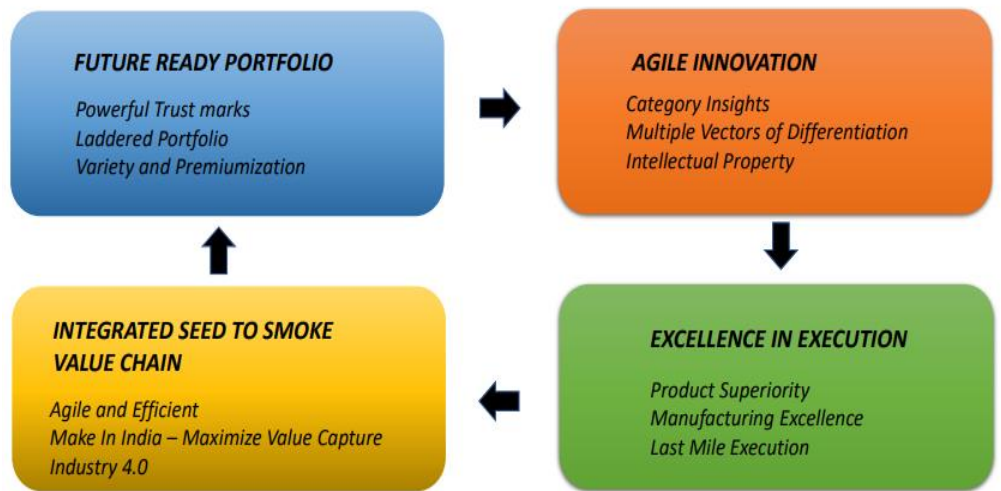 FUTURE READY PORTFOLIO
Powerful Trust marks
Laddered Portfolio
Variety and Premiumization
AGILE INNOVATION
Category Insights
Multiple Vectors of Differentiation
Intellectual Property
INTEGRATED SEED TO SMOKE
VALUE CHAIN
Agile and Efficient
Make In India – Maximize Value Capture
Industry 4.0
EXCELLENCE IN EXECUTION
Product Superiority
Manufacturing Excellence
Last Mile Execution